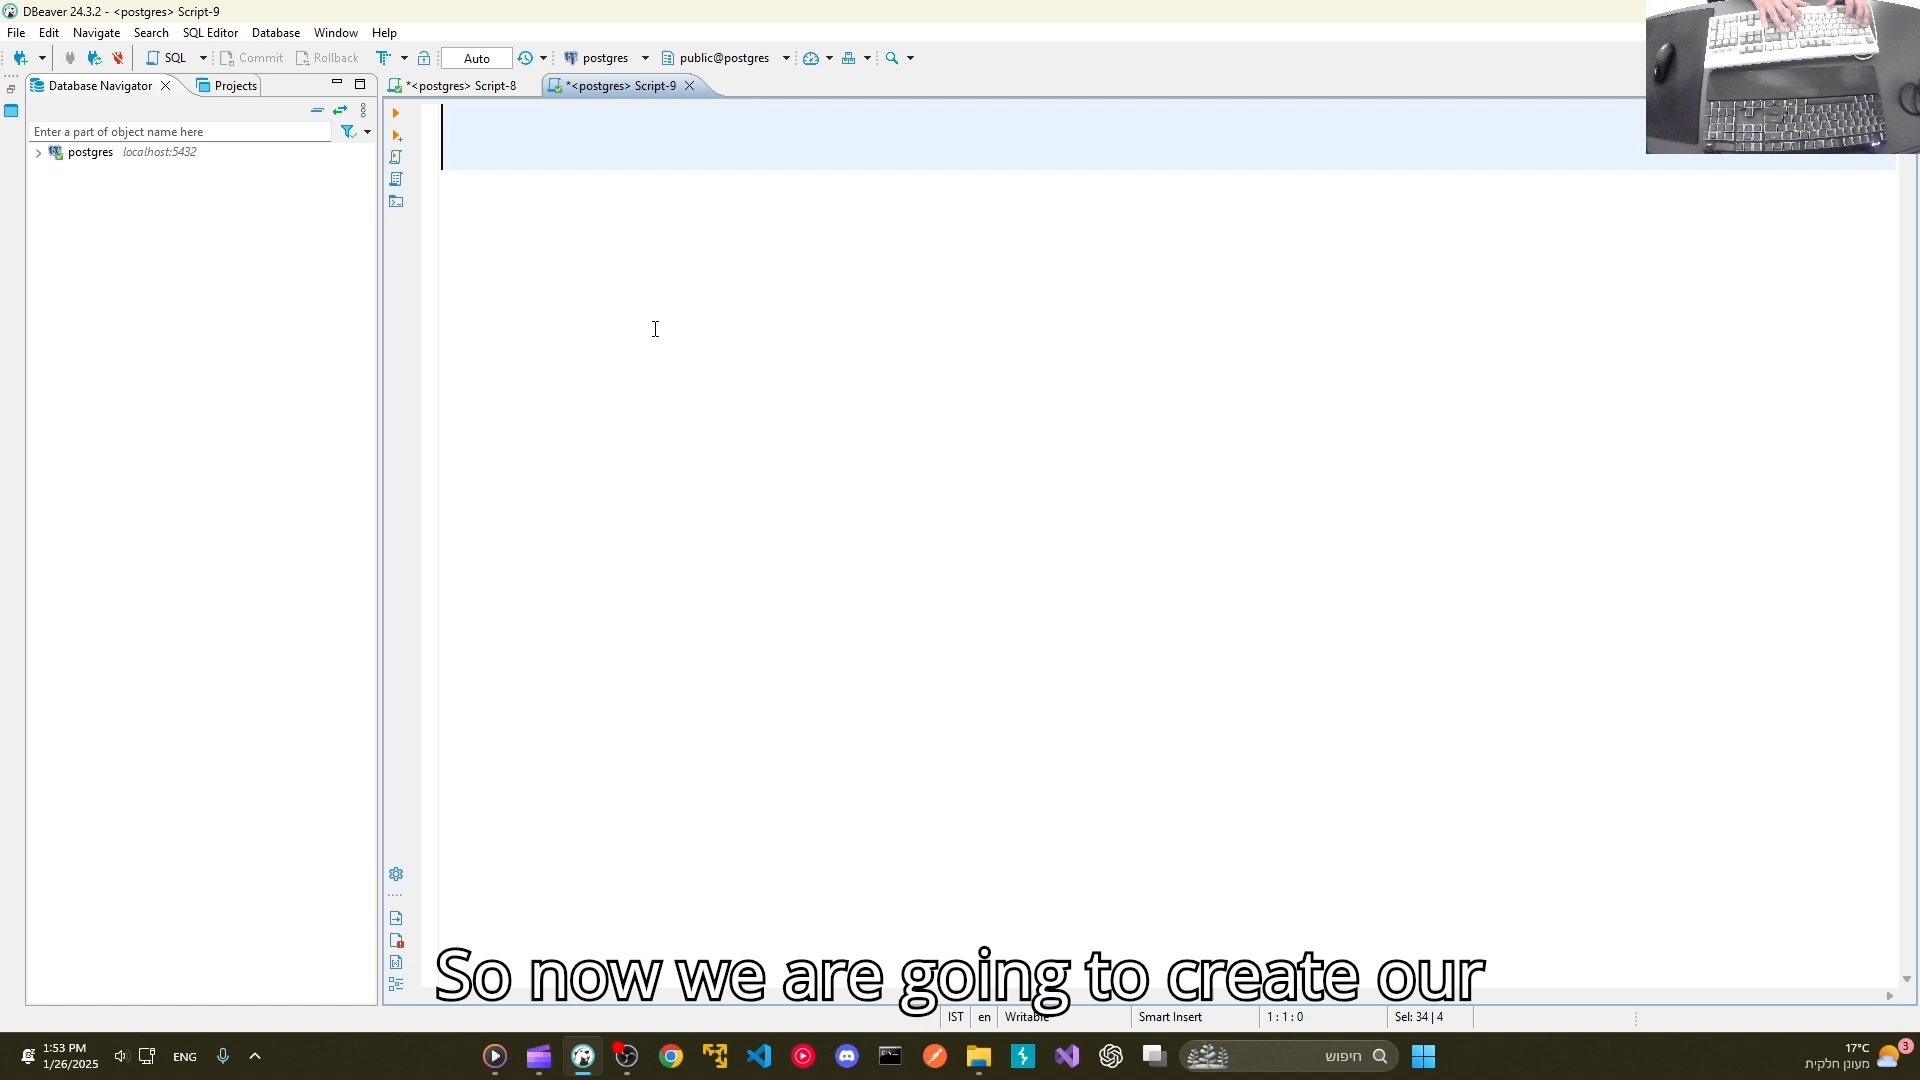 DBeaver 24.3.2 - <postgres> Script-9
File Edit Navigate Search SQL Editor Database Window Help
SQL Commit Rollback Auto postgres public@postgres
Database Navigator Projects
*<postgres> Script-8 *<postgres> Script-9
Enter a part of object name here
postgres localhost:5432
So now we are going to create our
IST en Writable Smart Insert 1 : 1 : 0 Sel: 34 | 4
1:53 PM
1/26/2025
ENG
חיפוש
17°C
מעונן חלקית
3